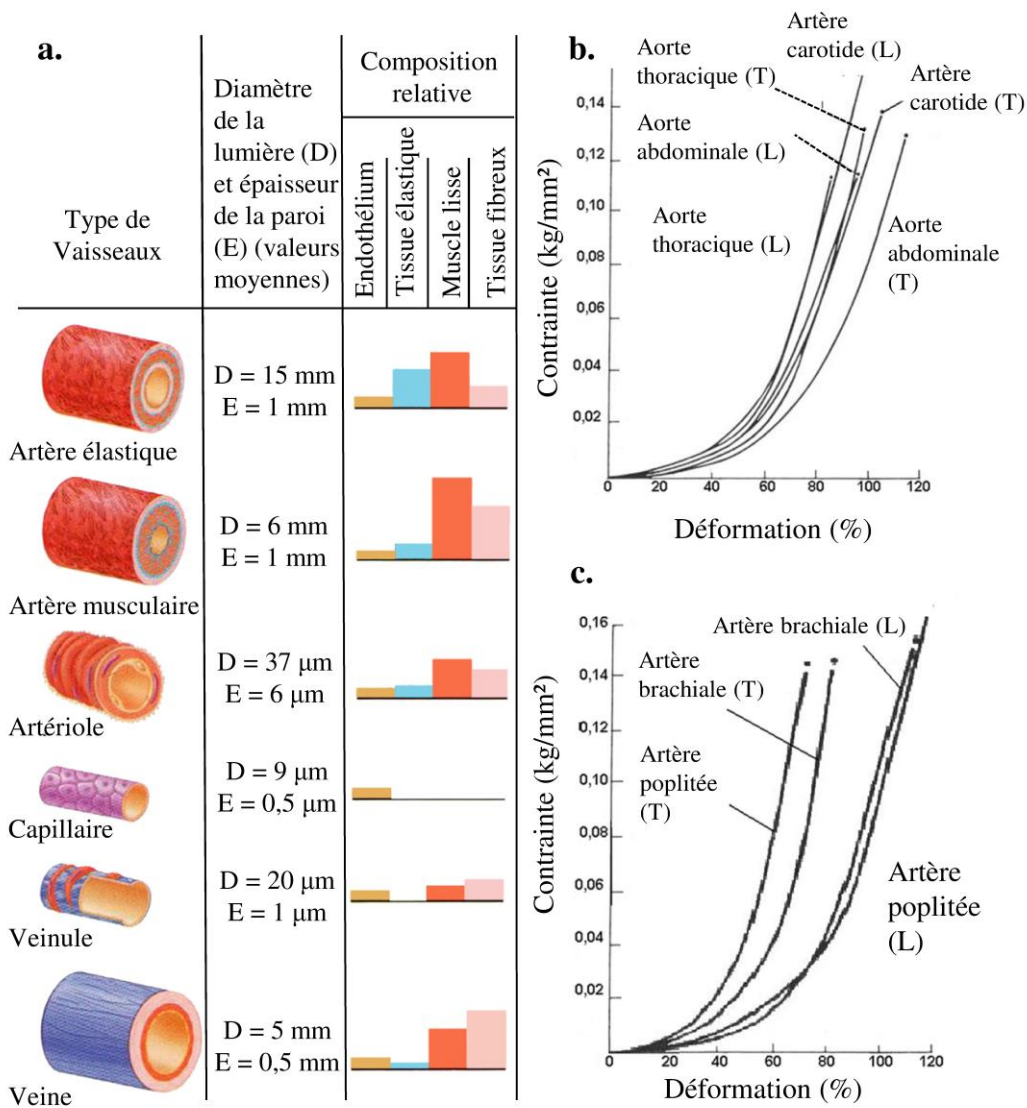 a.
Type de
Vaisseaux
Diamètre
de la
lumière (D)
et épaisseur
de la paroi
(E) (valeurs
moyennes)
Composition
relative
Endothélium
Tissue élastique
Muscle lisse
Tissue fibreux
Artère élastique
D = 15 mm
E = 1 mm
Artère musculaire
D = 6 mm
E = 1 mm
Artériole
D = 37 µm
E = 6 µm
Capillaire
D = 9 µm
E = 0,5 µm
Veinule
D = 20 µm
E = 1 µm
Veine
D = 5 mm
E = 0,5 mm
b.
Artère
carotide (L)
Aorte
thoracique (T)
Artère
carotide (T)
Aorte
abdominale (L)
Aorte
thoracique (L)
Aorte
abdominale
(T)
Contrainte (kg/mm²)
0,14
0,12
0,10
0,08
0,06
0,04
0,02
0 20 40 60 80 100 120
Déformation (%)
c.
Artère brachiale (L)
Artère
brachiale (T)
Artère
poplitée
(T)
Artère
poplitée
(L)
Contrainte (kg/mm²)
0,16
0,14
0,12
0,10
0,08
0,06
0,04
0,02
0 20 40 60 80 100 120
Déformation (%)